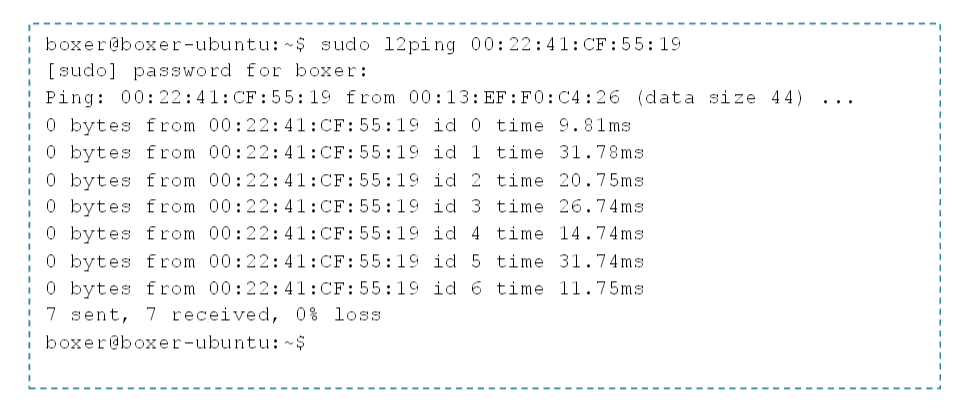 boxer@boxer-ubuntu:~$ sudo l2ping 00:22:41:CF:55:19
[sudo] password for boxer:
Ping: 00:22:41:CF:55:19 from 00:13:EF:F0:C4:26 (data size 44) ...
0 bytes from 00:22:41:CF:55:19 id 0 time 9.81ms
0 bytes from 00:22:41:CF:55:19 id 1 time 31.78ms
0 bytes from 00:22:41:CF:55:19 id 2 time 20.75ms
0 bytes from 00:22:41:CF:55:19 id 3 time 26.74ms
0 bytes from 00:22:41:CF:55:19 id 4 time 14.74ms
0 bytes from 00:22:41:CF:55:19 id 5 time 31.74ms
0 bytes from 00:22:41:CF:55:19 id 6 time 11.75ms
7 sent, 7 received, 0% loss
boxer@boxer-ubuntu:~$